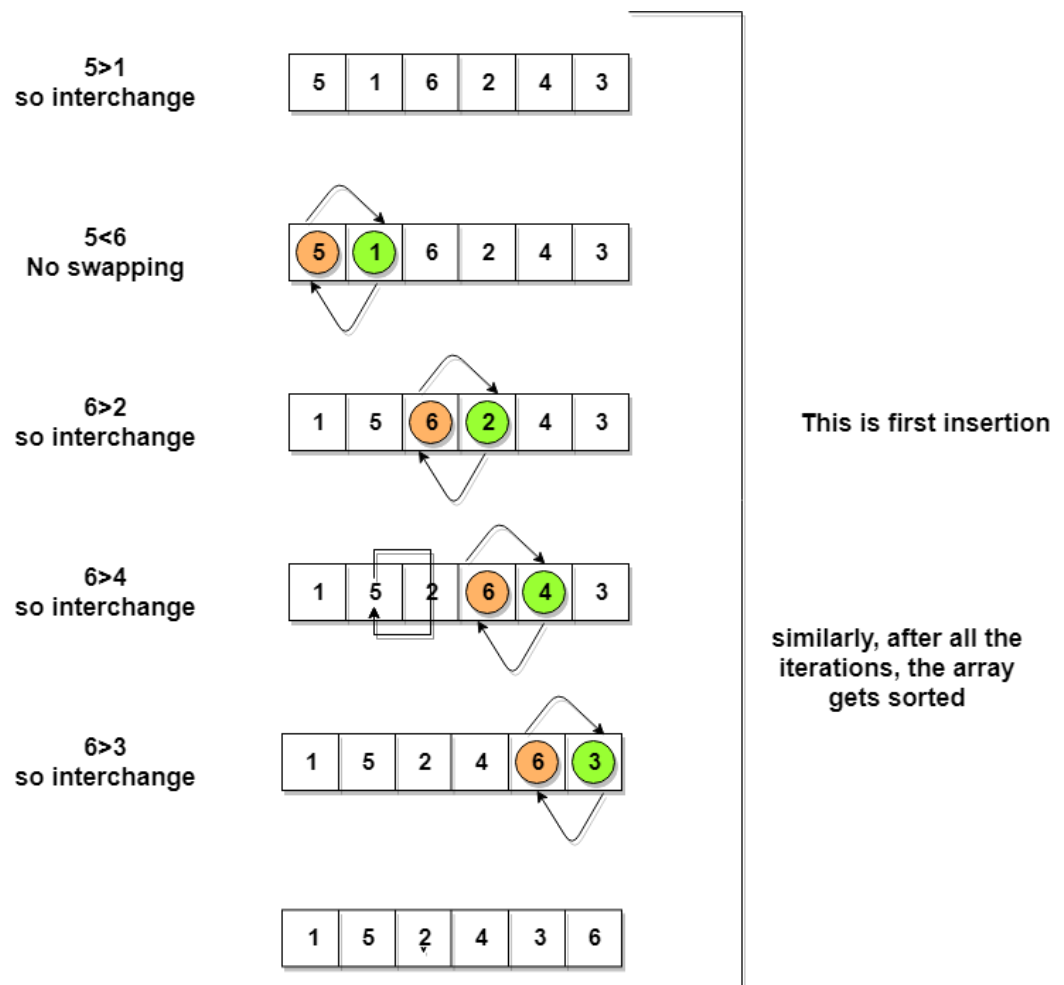 5>1
so interchange
5 1 6 2 4 3
5<6
No swapping
5 1 6 2 4 3
6>2
so interchange
1 5 6 2 4 3
This is first insertion
6>4
so interchange
1 5 2 6 4 3
similarly, after all the
iterations, the array
gets sorted
6>3
so interchange
1 5 2 4 6 3
1 5 2 4 3 6